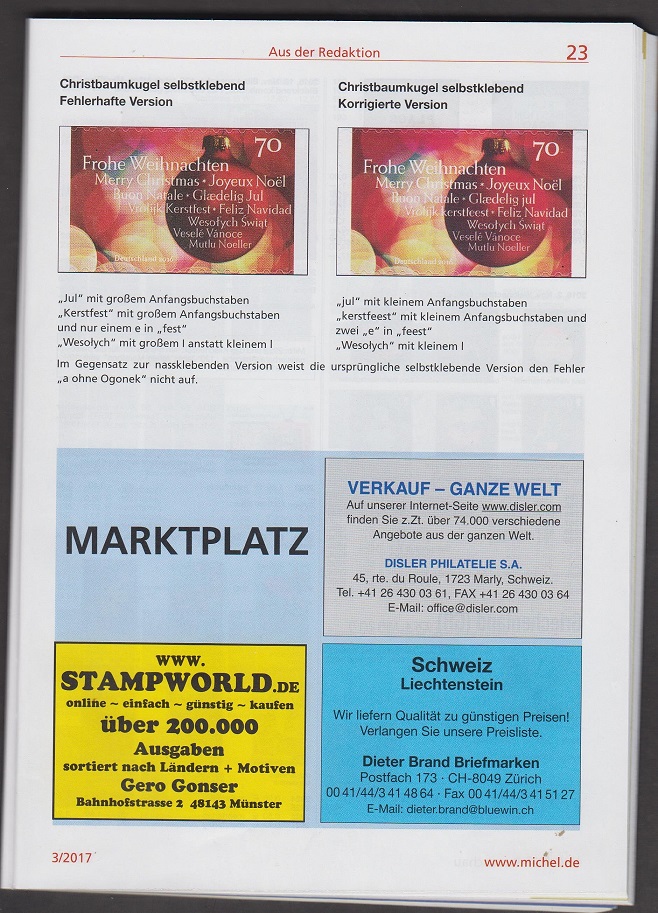 Aus der Redaktion
23
Christbaumkugel selbstklebend
Fehlerhafte Version
70
Frohe Weihnachten
Merry Christmas • Joyeux Noël
Buon Natale • Glædelig Jul
Vrolijk Kerstfest • Feliz Navidad
Wesołych Świąt
Veselé Vánoce
Mutlu Noeller
Deutschland 2016
„Jul“ mit großem Anfangsbuchstaben
„Kerstfest“ mit großem Anfangsbuchstaben
und nur einem e in „fest“
„Wesołych“ mit großem l anstatt kleinem l
Christbaumkugel selbstklebend
Korrigierte Version
70
Frohe Weihnachten
Merry Christmas • Joyeux Noël
Buon Natale • Glædelig jul
Vrolijk kerstfeest • Feliz Navidad
Wesołych Świąt
Veselé Vánoce
Mutlu Noeller
Deutschland 2016
„jul“ mit kleinem Anfangsbuchstaben
„kerstfeest“ mit kleinem Anfangsbuchstaben und
zwei „e“ in „feest“
„Wesołych“ mit kleinem l
Im Gegensatz zur nassklebenden Version weist die ursprüngliche selbstklebende Version den Fehler
„a ohne Ogonek“ nicht auf.
MARKTPLATZ
VERKAUF – GANZE WELT
Auf unserer Internet-Seite www.disler.com
finden Sie z.Zt. über 74.000 verschiedene
Angebote aus der ganzen Welt.
DISLER PHILATELIE S.A.
45, rte. du Roule, 1723 Marly, Schweiz.
Tel. +41 26 430 03 61, FAX +41 26 430 03 64
E-Mail: office@disler.com
www.
STAMPWORLD.DE
online ~ einfach ~ günstig ~ kaufen
über 200.000
Ausgaben
sortiert nach Ländern + Motiven
Gero Gonser
Bahnhofstrasse 2 48143 Münster
Schweiz
Liechtenstein
Wir liefern Qualität zu günstigen Preisen!
Verlangen Sie unsere Preisliste.
Dieter Brand Briefmarken
Postfach 173 · CH-8049 Zürich
00 41/44/3 41 48 64 · Fax 00 41/44/3 41 51 27
E-Mail: dieter.brand@bluewin.ch
3/2017
www.michel.de